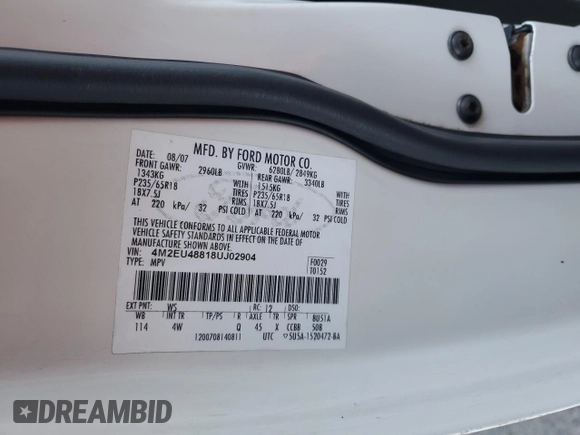 MFD. BY FORD MOTOR CO.
DATE: 08/07 GVWR: 6280LB/2849KG
FRONT GAWR: 2960LB REAR GAWR: 3340LB
1343KG WITH 1515KG WITH
P235/65R18 TIRES P235/65R18 TIRES
18X7.5J RIMS 18X7.5J RIMS
AT 220 kPa/ 32 PSI COLD AT 220 kPa/ 32 PSI COLD
THIS VEHICLE CONFORMS TO ALL APPLICABLE FEDERAL MOTOR
VEHICLE SAFETY STANDARDS IN EFFECT ON THE DATE OF
MANUFACTURE SHOWN ABOVE.
VIN: 4M2EU48818UJ02904 F0029
TYPE: MPV T0152
EXT PNT: WS RC: 12 DSO:
WB INT TR TP/PS R AXLE TR SPR BUS1A
114 4W Q 45 X CCBB 50B
1200708140811 UTC 5U5A-1520472-BA
DREAMBID